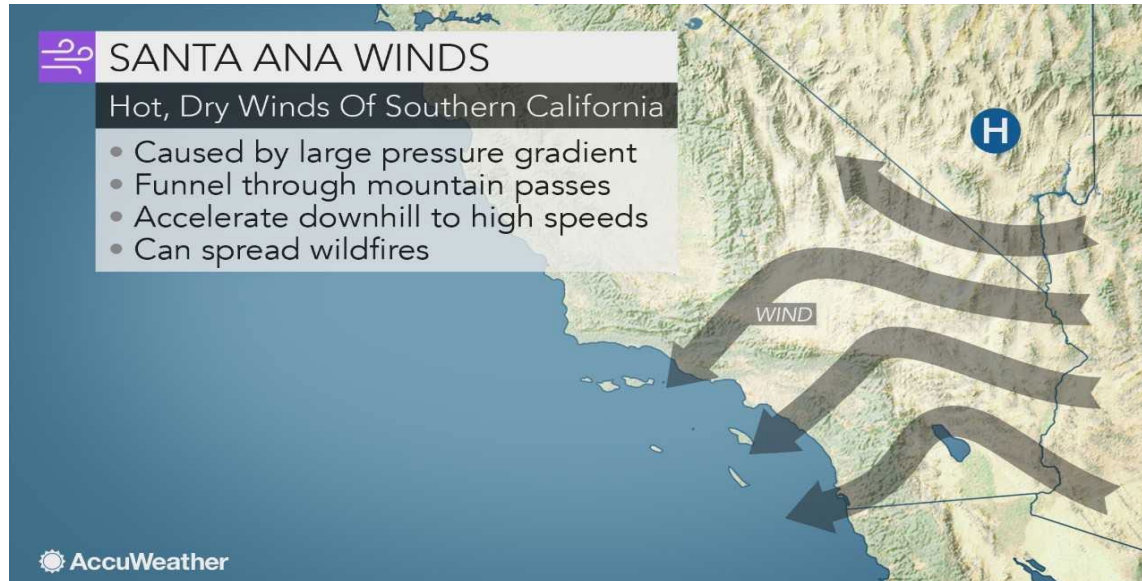 SANTA ANA WINDS
Hot, Dry Winds Of Southern California
• Caused by large pressure gradient
• Funnel through mountain passes
• Accelerate downhill to high speeds
• Can spread wildfires
H
WIND
AccuWeather